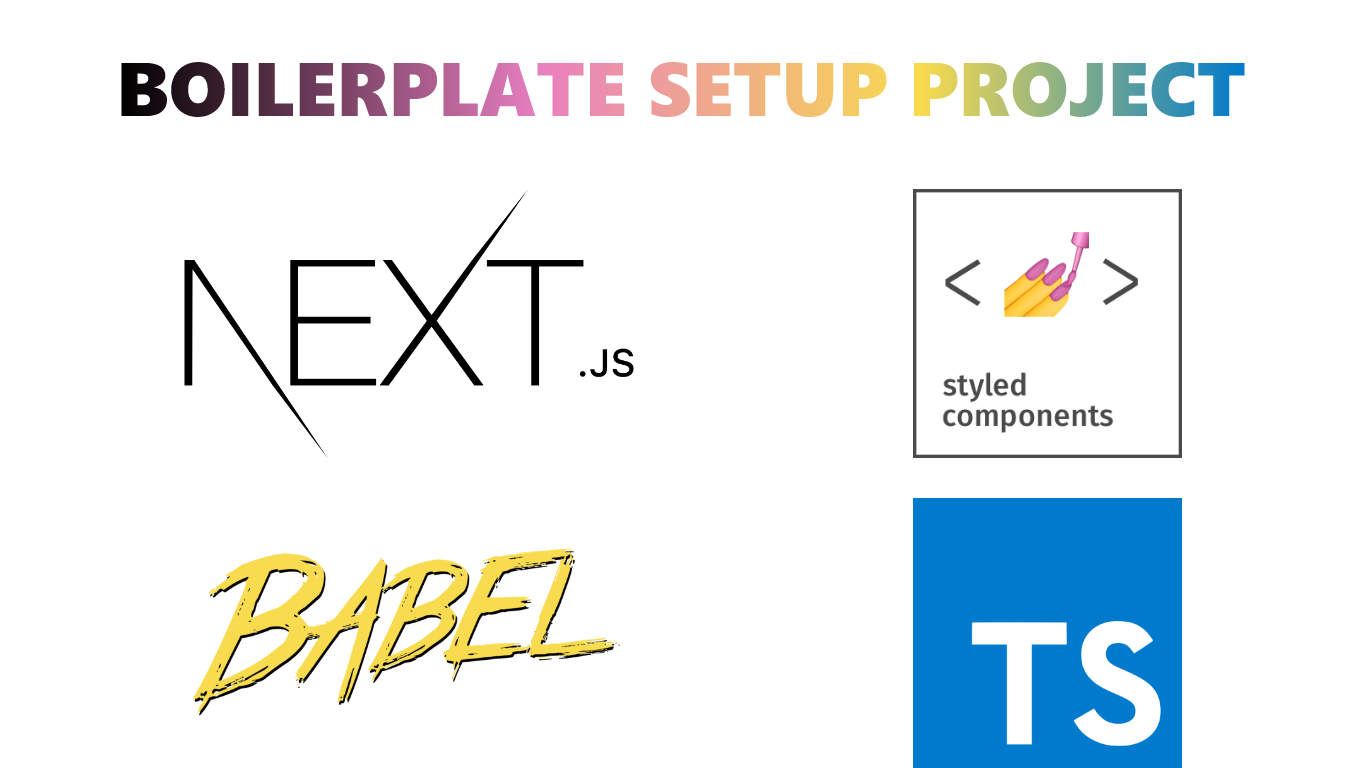 BOILERPLATE SETUP PROJECT
NEXT.JS
< >
styled
components
BABEL
TS